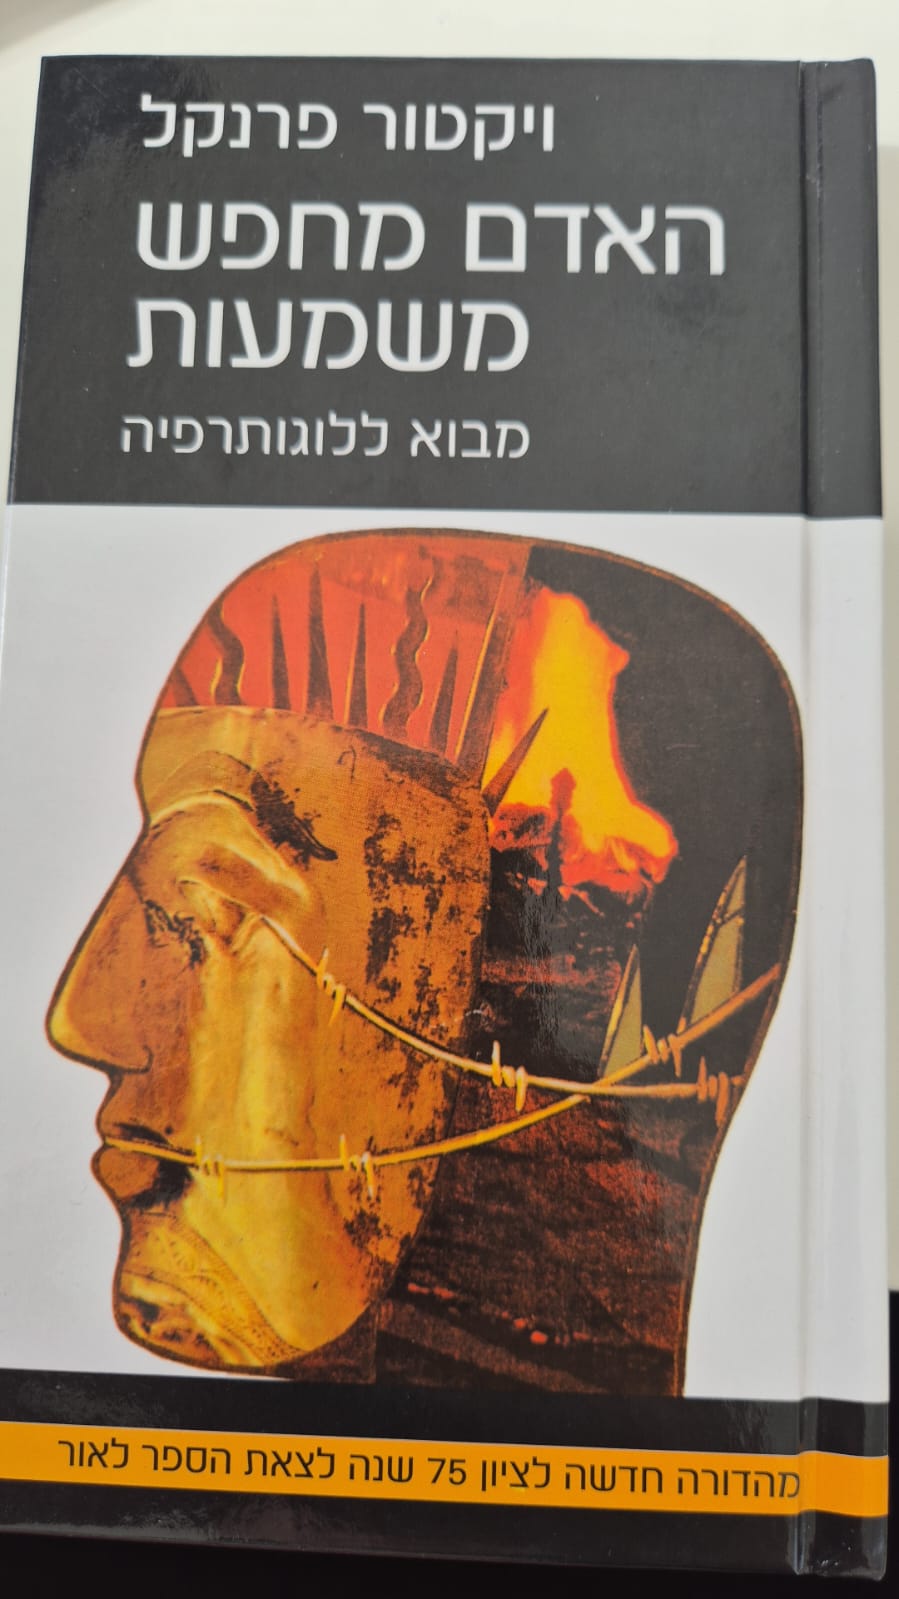 ויקטור פרנקל
האדם מחפש
משמעות
מבוא ללוגותרפיה
מהדורה חדשה לציון 75 שנה לצאת הספר לאור